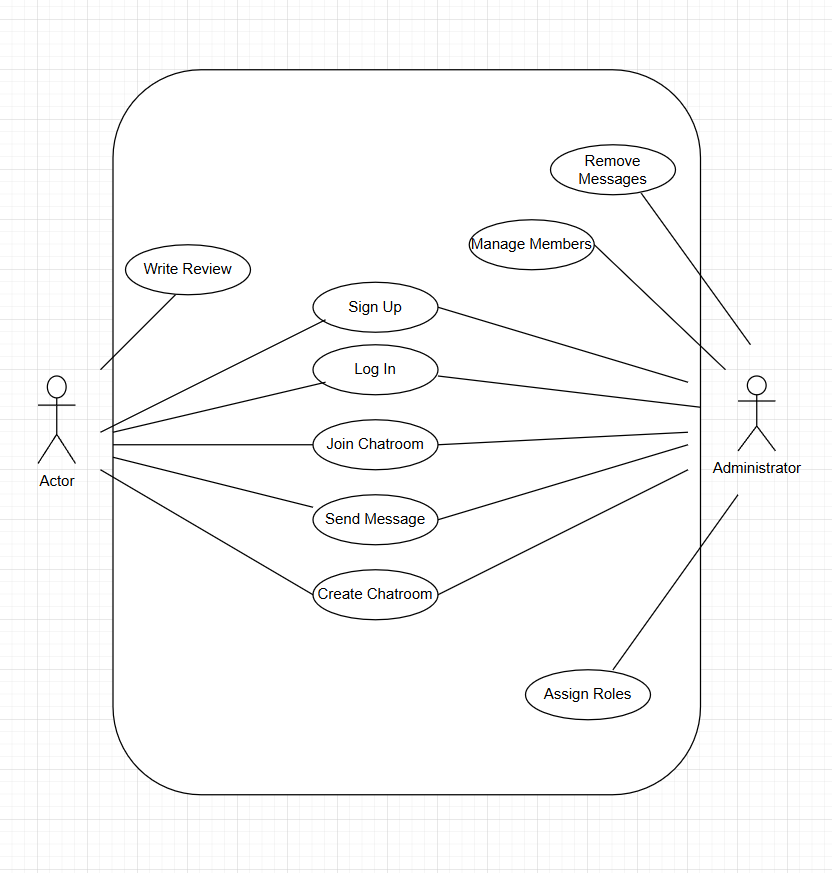 Remove
Messages
Manage Members
Write Review
Sign Up
Log In
Join Chatroom
Administrator
Actor
Send Message
Create Chatroom
Assign Roles